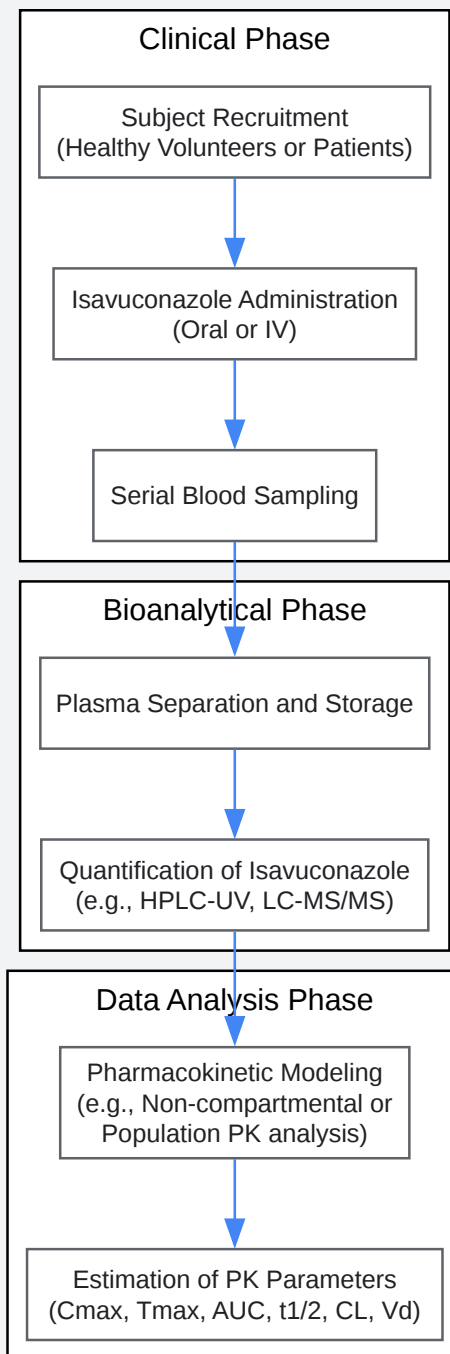 Clinical Phase
Subject Recruitment
(Healthy Volunteers or Patients)
Isavuconazole Administration
(Oral or IV)
Serial Blood Sampling
Bioanalytical Phase
Plasma Separation and Storage
Quantification of Isavuconazole
(e.g., HPLC-UV, LC-MS/MS)
Data Analysis Phase
Pharmacokinetic Modeling
(e.g., Non-compartmental or
Population PK analysis)
Estimation of PK Parameters
(Cmax, Tmax, AUC, t1/2, CL, Vd)